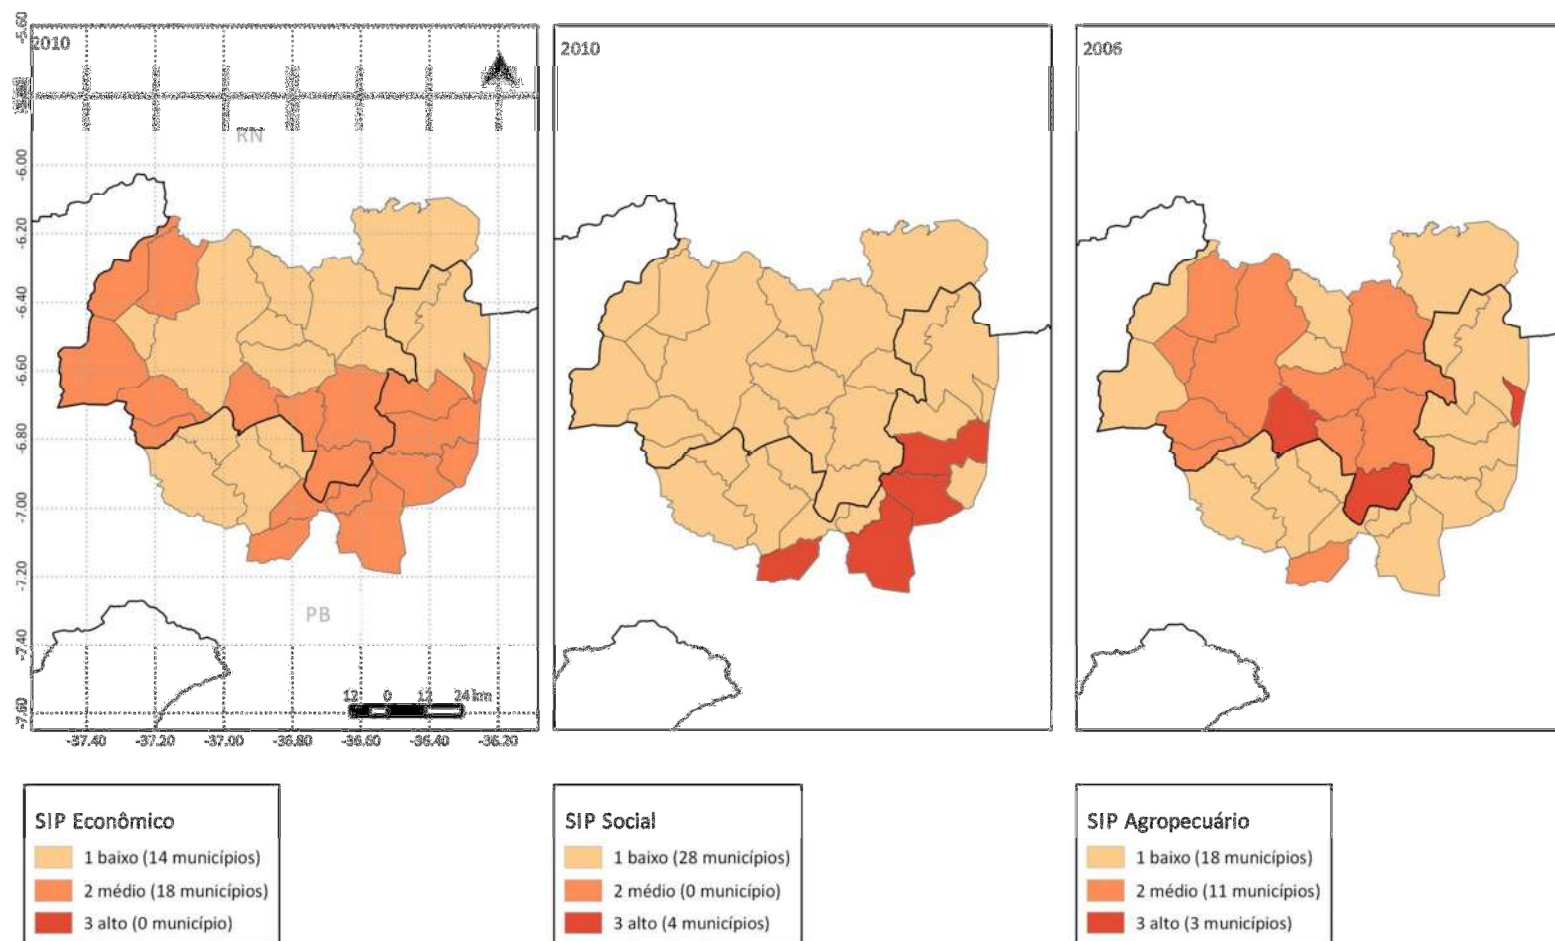 2010
2010
2006
-5.60
-6.00
-6.20
-6.40
-6.60
-6.80
-7.00
-7.20
-7.40
-7.60
RN
PB
12 0 12 24 km
-37.40 -37.20 -37.00 -36.80 -36.60 -36.40 -36.20
SIP Econômico
1 baixo (14 municípios)
2 médio (18 municípios)
3 alto (0 município)
SIP Social
1 baixo (28 municípios)
2 médio (0 município)
3 alto (4 municípios)
SIP Agropecuário
1 baixo (18 municípios)
2 médio (11 municípios)
3 alto (3 municípios)